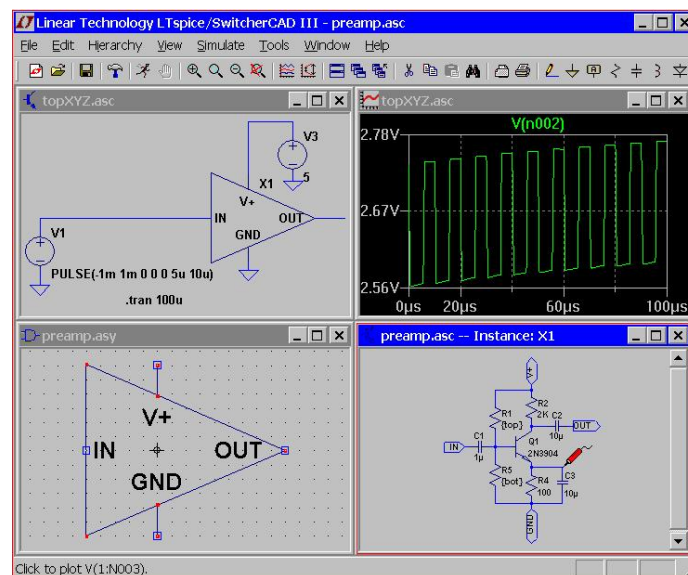 Linear Technology LTspice/SwitcherCAD III - preamp.asc
File Edit Hierarchy View Simulate Tools Window Help
topXYZ.asc
V3
5
X1
V+
IN
OUT
GND
V1
PULSE(-1m 1m 0 0 0 5u 10u)
.tran 100u
topXYZ.asc
V(n002)
2.78V
2.67V
2.56V
0µs 20µs 60µs 100µs
preamp.asy
V+
IN OUT
GND
preamp.asc -- Instance: X1
V+
R1
{top}
R2
2K
C2
10µ
OUT
IN
C1
1µ
Q1
2N3904
R5
{bot}
R4
100
C3
10µ
GND
Click to plot V(1:N003).